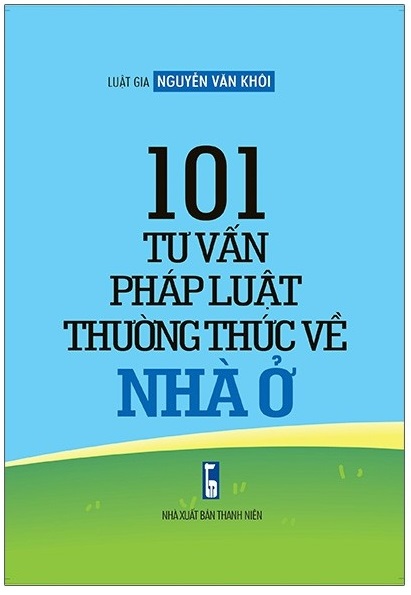 LUẬT GIA NGUYỄN VĂN KHÔI
101
TƯ VẤN
PHÁP LUẬT
THƯỜNG THỨC VỀ
NHÀ Ở
NHÀ XUẤT BẢN THANH NIÊN